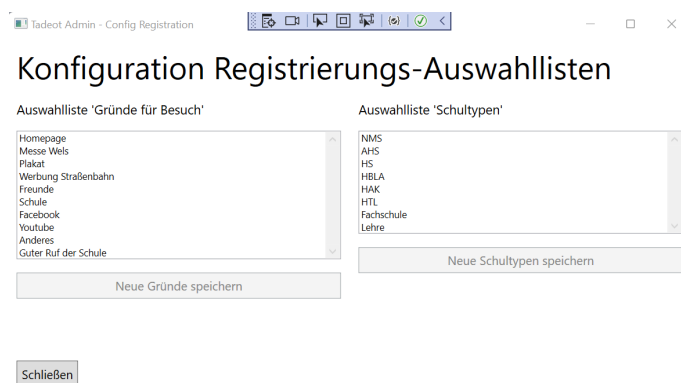 Tadeot Admin - Config Registration
Konfiguration Registrierungs-Auswahllisten
Auswahlliste 'Gründe für Besuch'
Homepage
Messe Wels
Plakat
Werbung Straßenbahn
Freunde
Schule
Facebook
Youtube
Anderes
Guter Ruf der Schule
Neue Gründe speichern
Auswahlliste 'Schultypen'
NMS
AHS
HS
HBLA
HAK
HTL
Fachschule
Lehre
Neue Schultypen speichern
Schließen